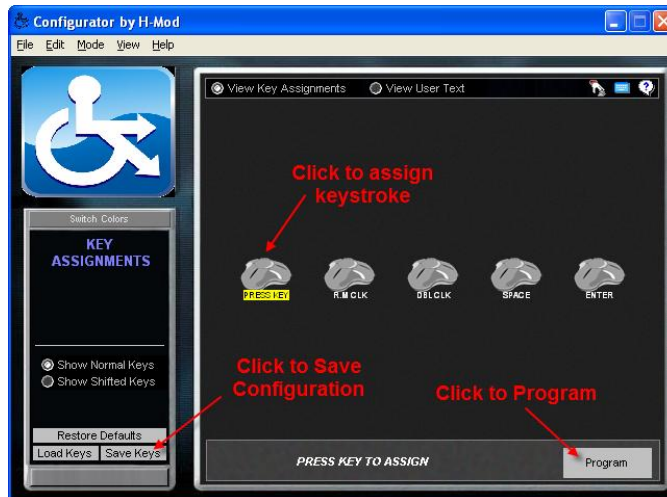 Configurator by H-Mod
File Edit Mode View Help
View Key Assignments View User Text
Click to assign
keystroke
Switch Colors
KEY
ASSIGNMENTS
PRESS KEY R.M CLK DBL CLK SPACE ENTER
Show Normal Keys
Show Shifted Keys
Click to Save
Configuration
Click to Program
Restore Defaults
Load Keys Save Keys
PRESS KEY TO ASSIGN
Program